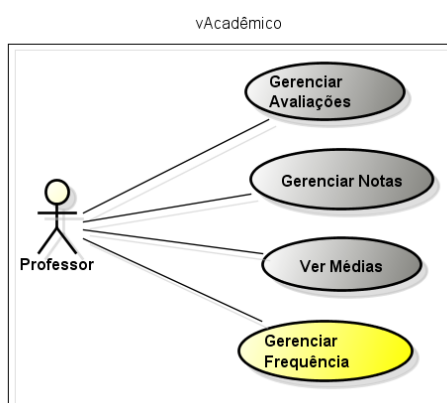 vAcadêmico
Gerenciar
Avaliações
Gerenciar Notas
Professor
Ver Médias
Gerenciar
Frequência